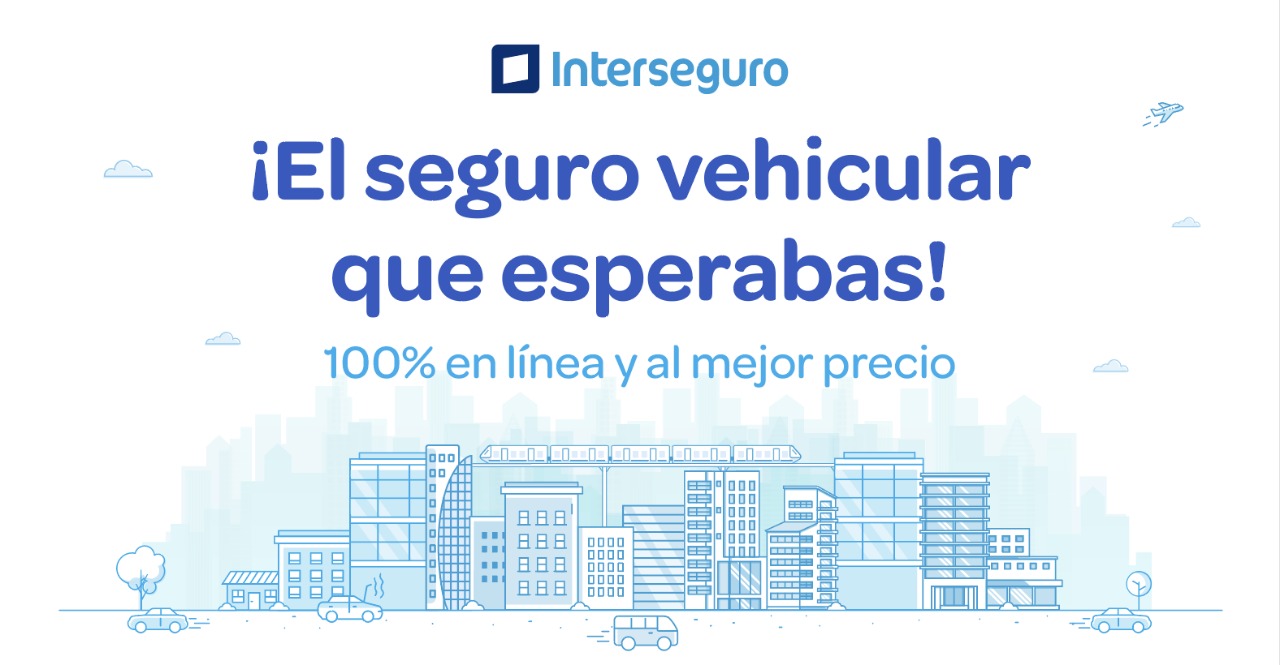 Interseguro
¡El seguro vehicular
que esperabas!
100% en línea y al mejor precio